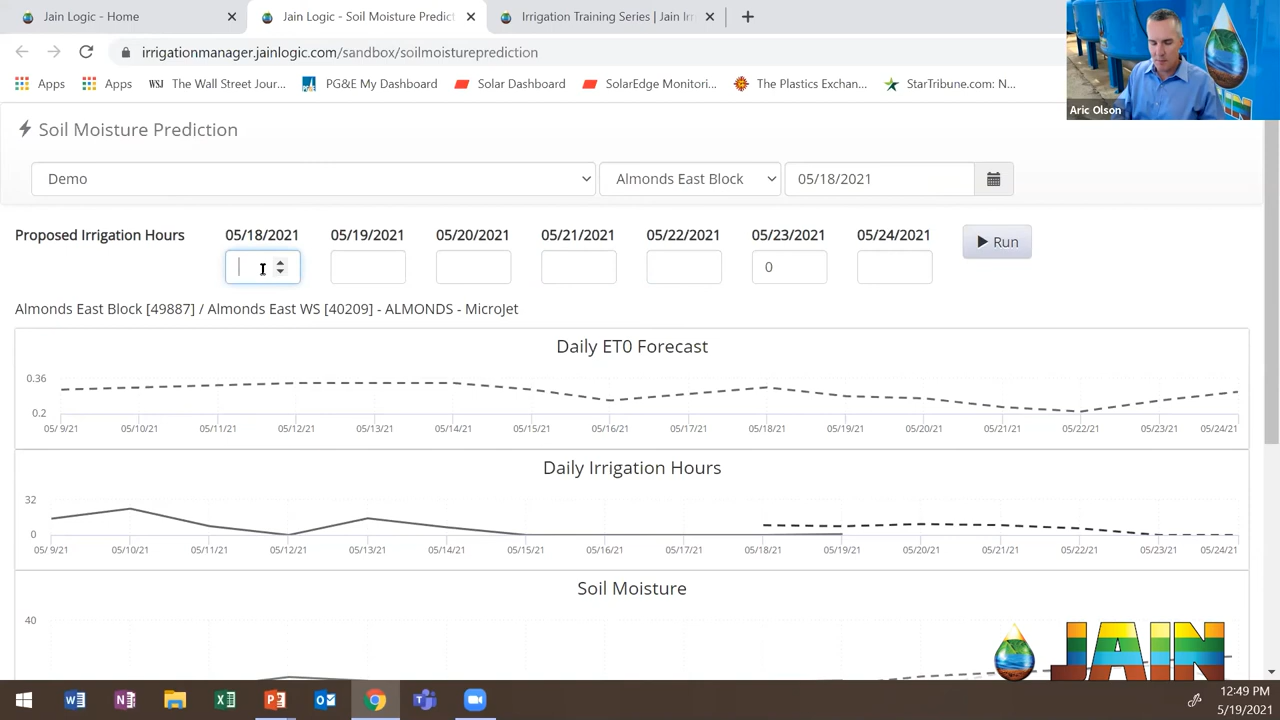 Jain Logic - Home
Jain Logic - Soil Moisture Predict
Irrigation Training Series | Jain Irr
irrigationmanager.jainlogic.com/sandbox/soilmoistureprediction
Apps
Apps
WSJ The Wall Street Jour...
PG&E My Dashboard
Solar Dashboard
SolarEdge Monitori...
The Plastics Exchan...
StarTribune.com: N...
Aric Olson
Soil Moisture Prediction
Demo
Almonds East Block
05/18/2021
Proposed Irrigation Hours
05/18/2021 05/19/2021 05/20/2021 05/21/2021 05/22/2021 05/23/2021 05/24/2021
Run
0
Almonds East Block [49887] / Almonds East WS [40209] - ALMONDS - MicroJet
Daily ET0 Forecast
0.36
0.2
05/ 9/21 05/10/21 05/11/21 05/12/21 05/13/21 05/14/21 05/15/21 05/16/21 05/17/21 05/18/21 05/19/21 05/20/21 05/21/21 05/22/21 05/23/21 05/24/21
Daily Irrigation Hours
32
0
05/ 9/21 05/10/21 05/11/21 05/12/21 05/13/21 05/14/21 05/15/21 05/16/21 05/17/21 05/18/21 05/19/21 05/20/21 05/21/21 05/22/21 05/23/21 05/24/21
Soil Moisture
40
JAIN
12:49 PM
5/19/2021